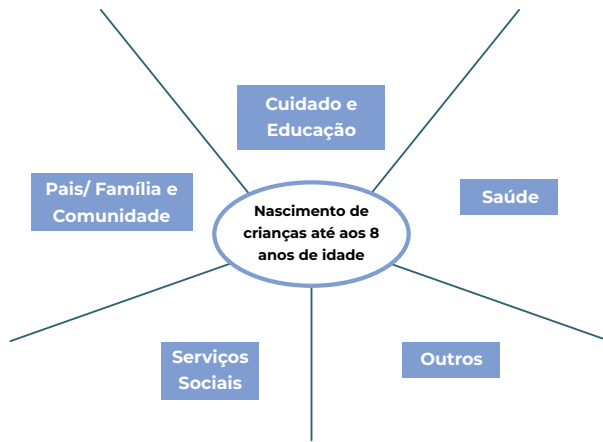 Cuidado e
Educação
Pais/ Família e
Comunidade
Saúde
Nascimento de
crianças até aos 8
anos de idade
Serviços
Sociais
Outros